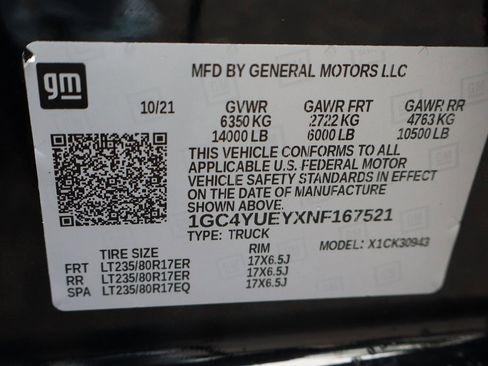 gm
MFD BY GENERAL MOTORS LLC
10/21 GVWR GAWR FRT GAWR RR
6350 KG 2722 KG 4763 KG
14000 LB 6000 LB 10500 LB
THIS VEHICLE CONFORMS TO ALL
APPLICABLE U.S. FEDERAL MOTOR
VEHICLE SAFETY STANDARDS IN EFFECT
ON THE DATE OF MANUFACTURE
SHOWN ABOVE.
1GC4YUEYXNF167521
TYPE: TRUCK MODEL: X1CK30943
TIRE SIZE RIM
FRT LT235/80R17ER 17X6.5J
RR LT235/80R17ER 17X6.5J
SPA LT235/80R17EQ 17X6.5J